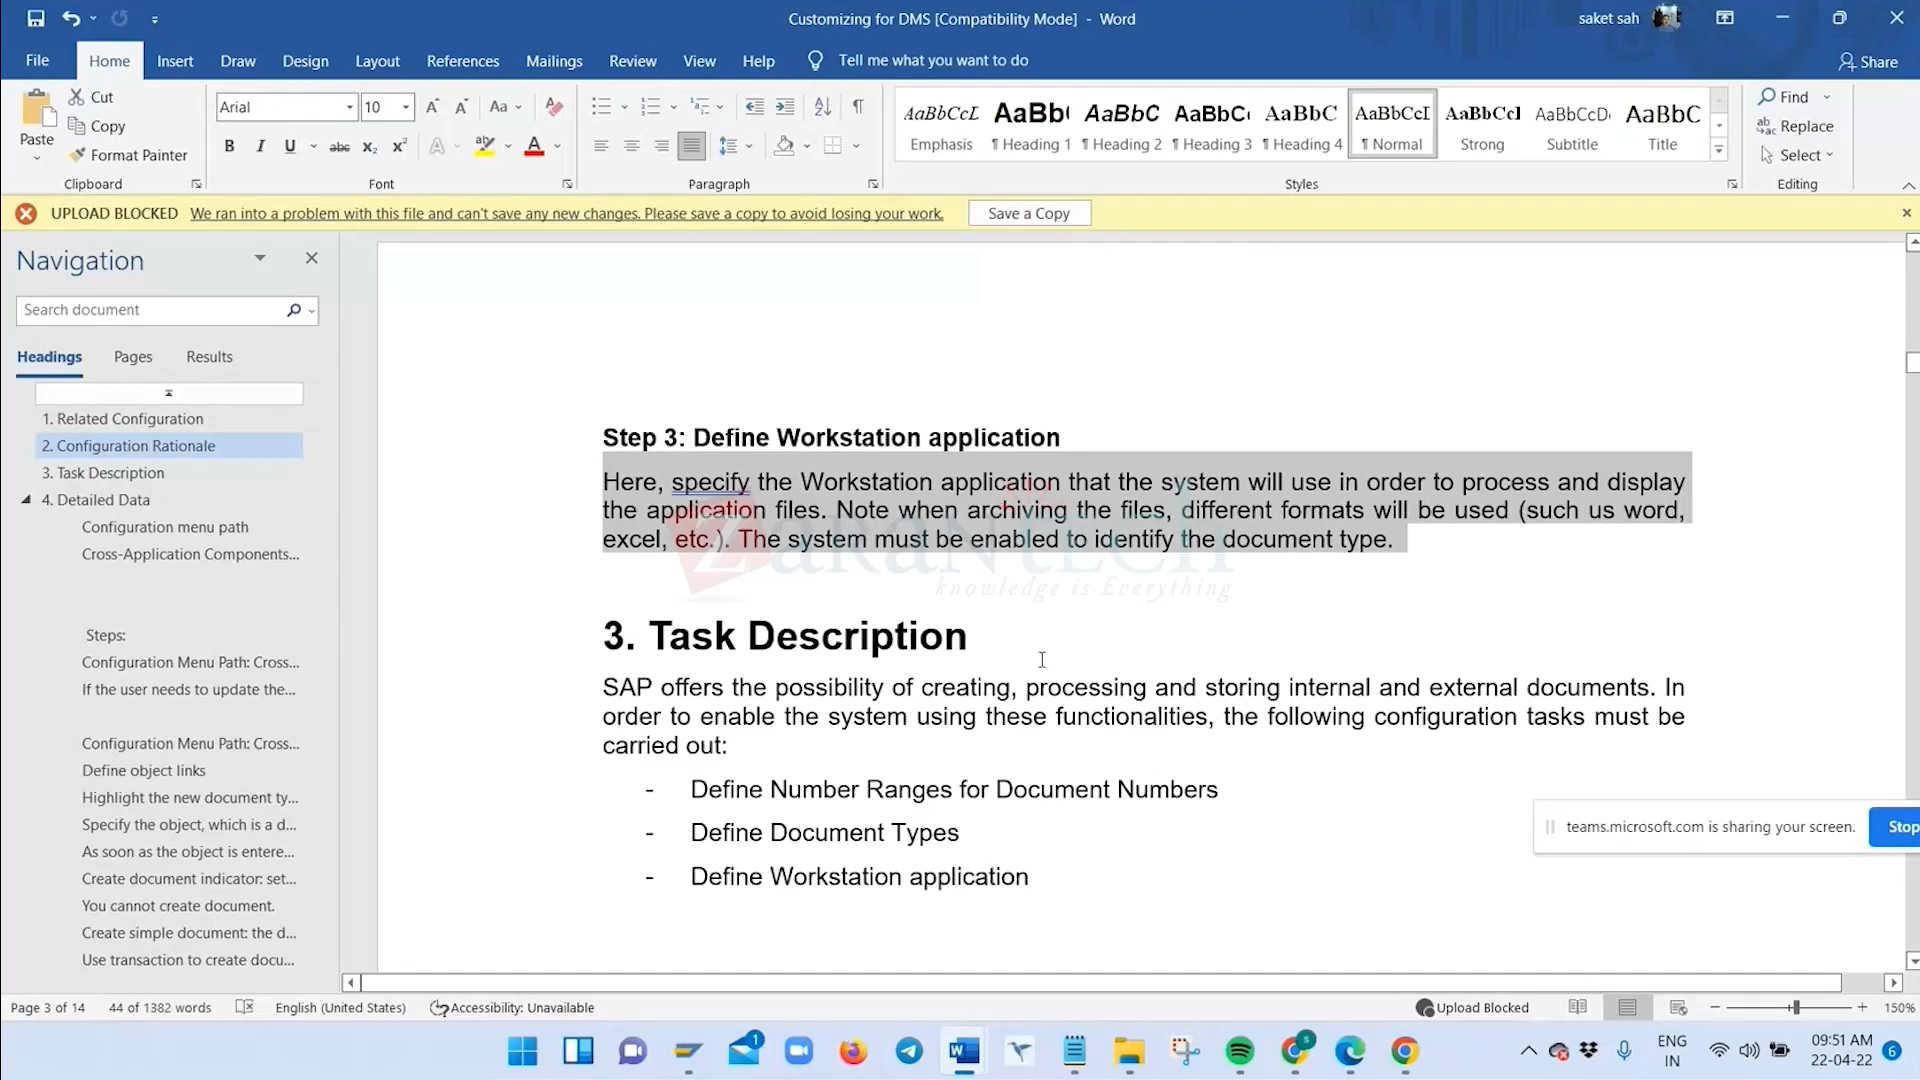 Customizing for DMS [Compatibility Mode] - Word
saket sah
File
Home
Insert
Draw
Design
Layout
References
Mailings
Review
View
Help
Tell me what you want to do
Share
Paste
Cut
Copy
Format Painter
Clipboard
Arial
10
Font
Paragraph
AaBbCcL
AaBb(
AaBbC
AaBbC(
AaBbC
AaBbCcI
AaBbCcI
AaBbCcD(
AaBbC
Emphasis
¶ Heading 1
¶ Heading 2
¶ Heading 3
¶ Heading 4
¶ Normal
Strong
Subtitle
Title
Styles
Find
Replace
Select
Editing
UPLOAD BLOCKED We ran into a problem with this file and can't save any new changes. Please save a copy to avoid losing your work.
Save a Copy
Navigation
Search document
Headings
Pages
Results
1. Related Configuration
2. Configuration Rationale
3. Task Description
4. Detailed Data
Configuration menu path
Cross-Application Components...
Steps:
Configuration Menu Path: Cross...
If the user needs to update the...
Configuration Menu Path: Cross...
Define object links
Highlight the new document ty...
Specify the object, which is a d...
As soon as the object is entere...
Create document indicator: set...
You cannot create document.
Create simple document: the d...
Use transaction to create docu...
Step 3: Define Workstation application
Here, specify the Workstation application that the system will use in order to process and display
the application files. Note when archiving the files, different formats will be used (such us word,
excel, etc.). The system must be enabled to identify the document type.
ZaRaNtecH
knowledge is Everything
3. Task Description
SAP offers the possibility of creating, processing and storing internal and external documents. In
order to enable the system using these functionalities, the following configuration tasks must be
carried out:
- Define Number Ranges for Document Numbers
- Define Document Types
- Define Workstation application
teams.microsoft.com is sharing your screen.
Stop
Page 3 of 14
44 of 1382 words
English (United States)
Accessibility: Unavailable
Upload Blocked
150%
1
ENG
IN
09:51 AM
22-04-22
6